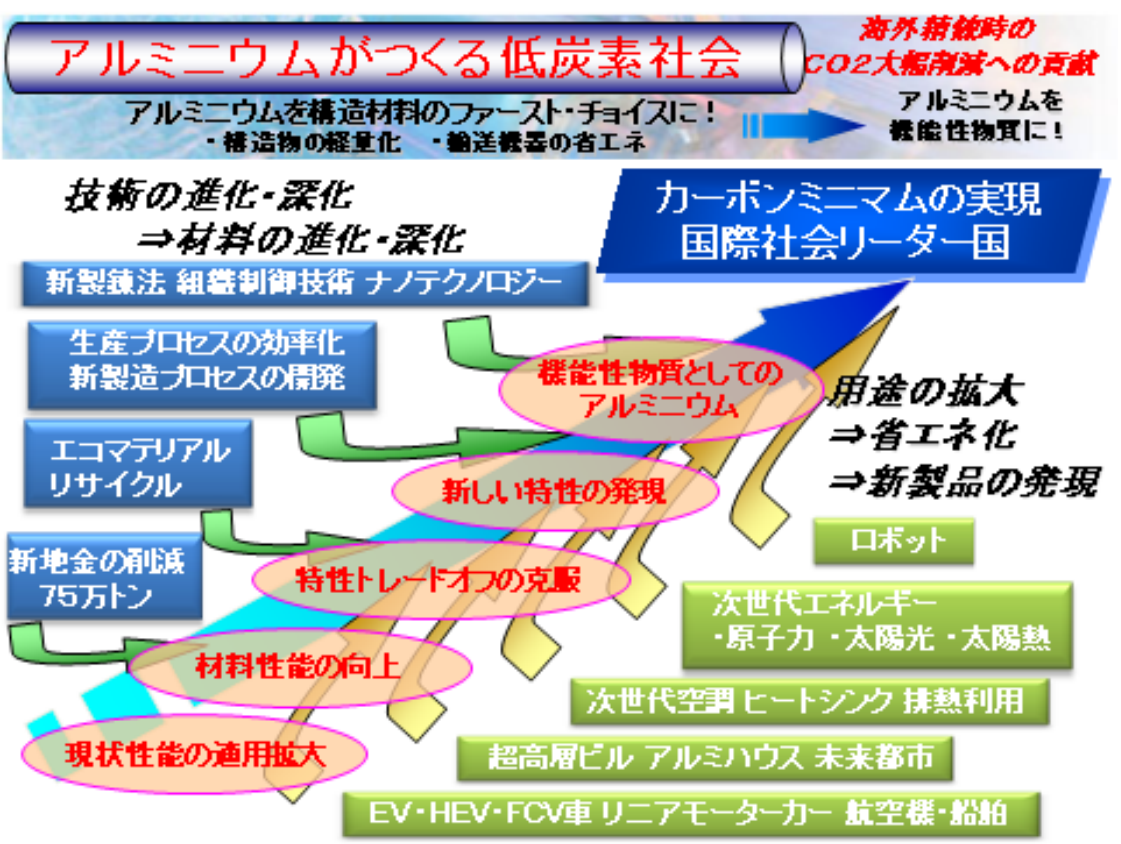 アルミニウムがつくる低炭素社会
海外精錬時の
CO2大幅削減への貢献
アルミニウムを構造材料のファースト・チョイスに!
・構造物の軽量化 ・輸送機器の省エネ
アルミニウムを
機能性物質に!
技術の進化・深化
⇒材料の進化・深化
カーボンミニマムの実現
国際社会リーダー国
新製錬法 組織制御技術 ナノテクノロジー
生産プロセスの効率化
新製造プロセスの開発
エコマテリアル
リサイクル
新地金の削減
75万トン
機能性物質としての
アルミニウム
新しい特性の発現
特性トレードオフの克服
材料性能の向上
現状性能の適用拡大
用途の拡大
⇒省エネ化
⇒新製品の発現
ロボット
次世代エネルギー
・原子力 ・太陽光 ・太陽熱
次世代空調 ヒートシンク 排熱利用
超高層ビル アルミハウス 未来都市
EV・HEV・FCV車 リニアモーターカー 航空機・船舶